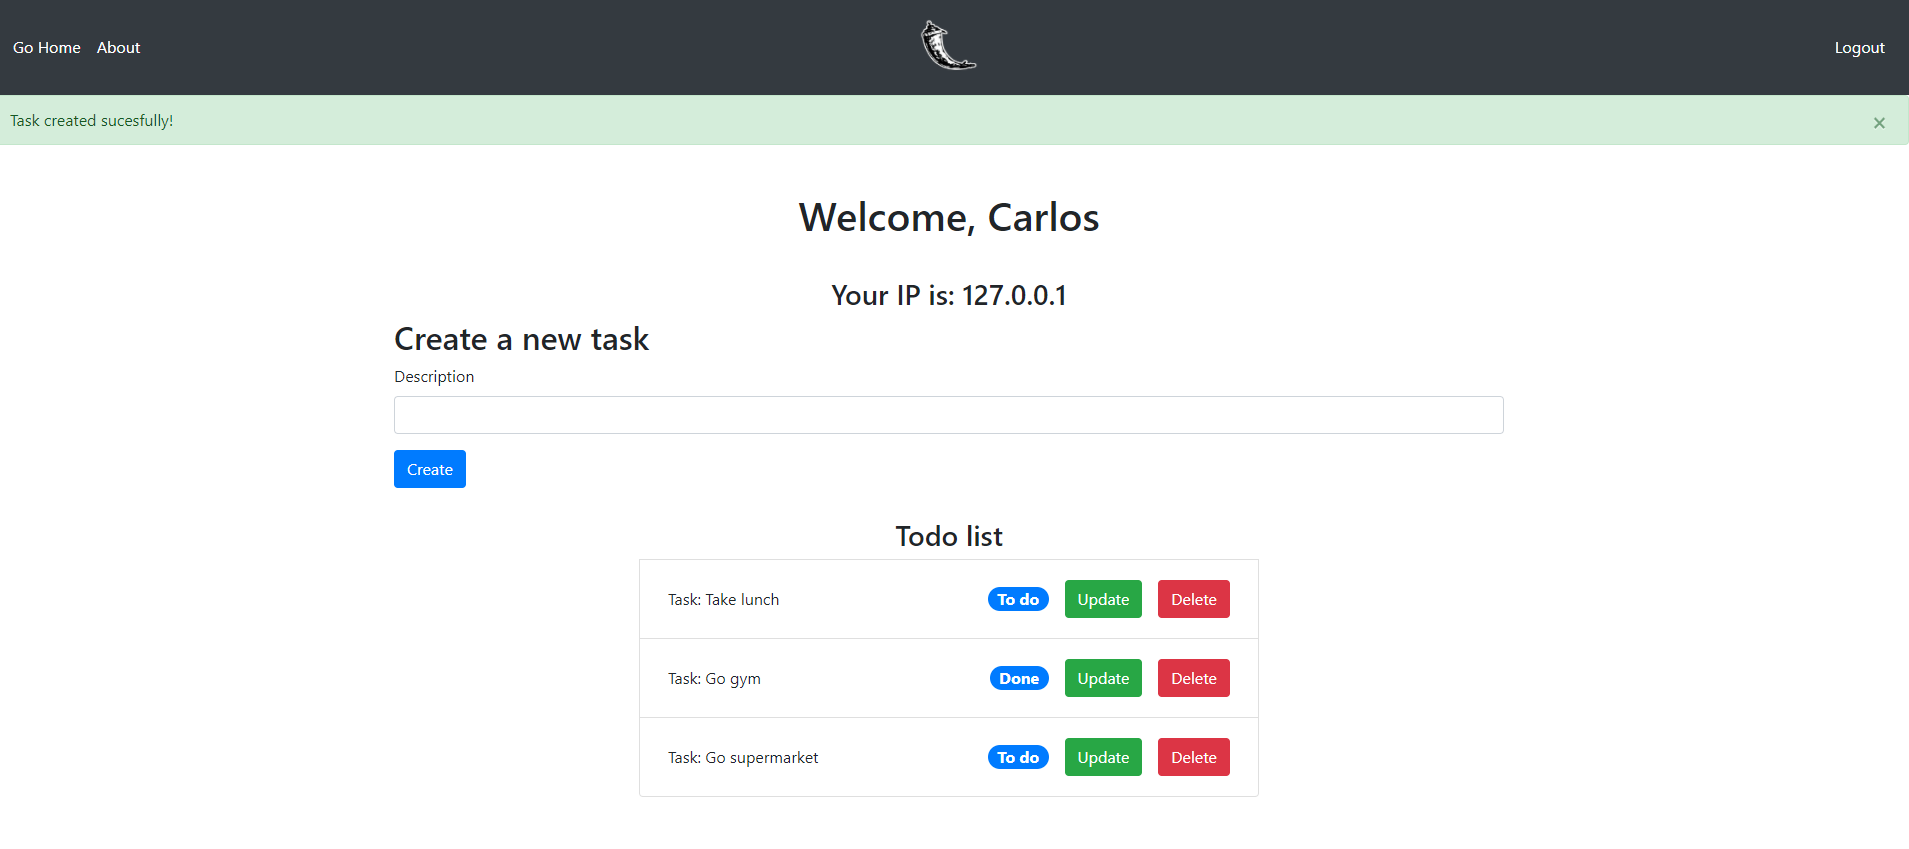 Go Home About Logout
Task created sucesfully! ×
Welcome, Carlos
Your IP is: 127.0.0.1
Create a new task
Description
Create
Todo list
Task: Take lunch To do Update Delete
Task: Go gym Done Update Delete
Task: Go supermarket To do Update Delete